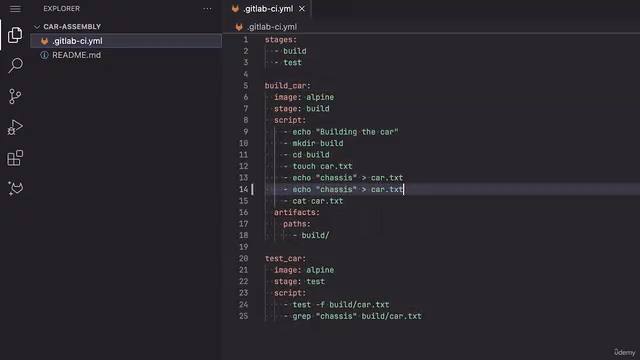 EXPLORER
...
.gitlab-ci.yml
CAR-ASSEMBLY
.gitlab-ci.yml
README.md
.gitlab-ci.yml
1 stages:
2 - build
3 - test
4
5 build_car:
6 image: alpine
7 stage: build
8 script:
9 - echo "Building the car"
10 - mkdir build
11 - cd build
12 - touch car.txt
13 - echo "chassis" > car.txt
14 - echo "chassis" > car.txt
15 - cat car.txt
16 artifacts:
17 paths:
18 - build/
19
20 test_car:
21 image: alpine
22 stage: test
23 script:
24 - test -f build/car.txt
25 - grep "chassis" build/car.txt
Udemy